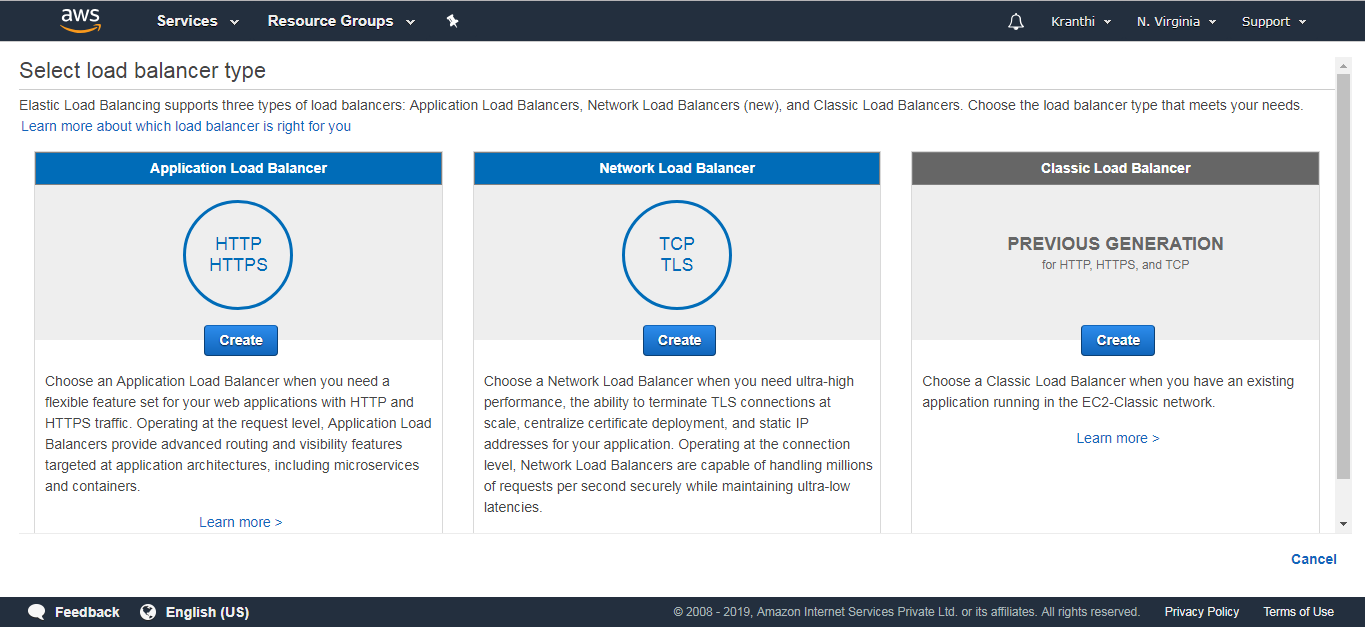 aws Services Resource Groups Kranthi N. Virginia Support
Select load balancer type
Elastic Load Balancing supports three types of load balancers: Application Load Balancers, Network Load Balancers (new), and Classic Load Balancers. Choose the load balancer type that meets your needs.
Learn more about which load balancer is right for you
Application Load Balancer
HTTP
HTTPS
Create
Choose an Application Load Balancer when you need a
flexible feature set for your web applications with HTTP and
HTTPS traffic. Operating at the request level, Application Load
Balancers provide advanced routing and visibility features
targeted at application architectures, including microservices
and containers.
Learn more >
Network Load Balancer
TCP
TLS
Create
Choose a Network Load Balancer when you need ultra-high
performance, the ability to terminate TLS connections at
scale, centralize certificate deployment, and static IP
addresses for your application. Operating at the connection
level, Network Load Balancers are capable of handling millions
of requests per second securely while maintaining ultra-low
latencies.
Classic Load Balancer
PREVIOUS GENERATION
for HTTP, HTTPS, and TCP
Create
Choose a Classic Load Balancer when you have an existing
application running in the EC2-Classic network.
Learn more >
Cancel
Feedback English (US) © 2008 - 2019, Amazon Internet Services Private Ltd. or its affiliates. All rights reserved. Privacy Policy Terms of Use